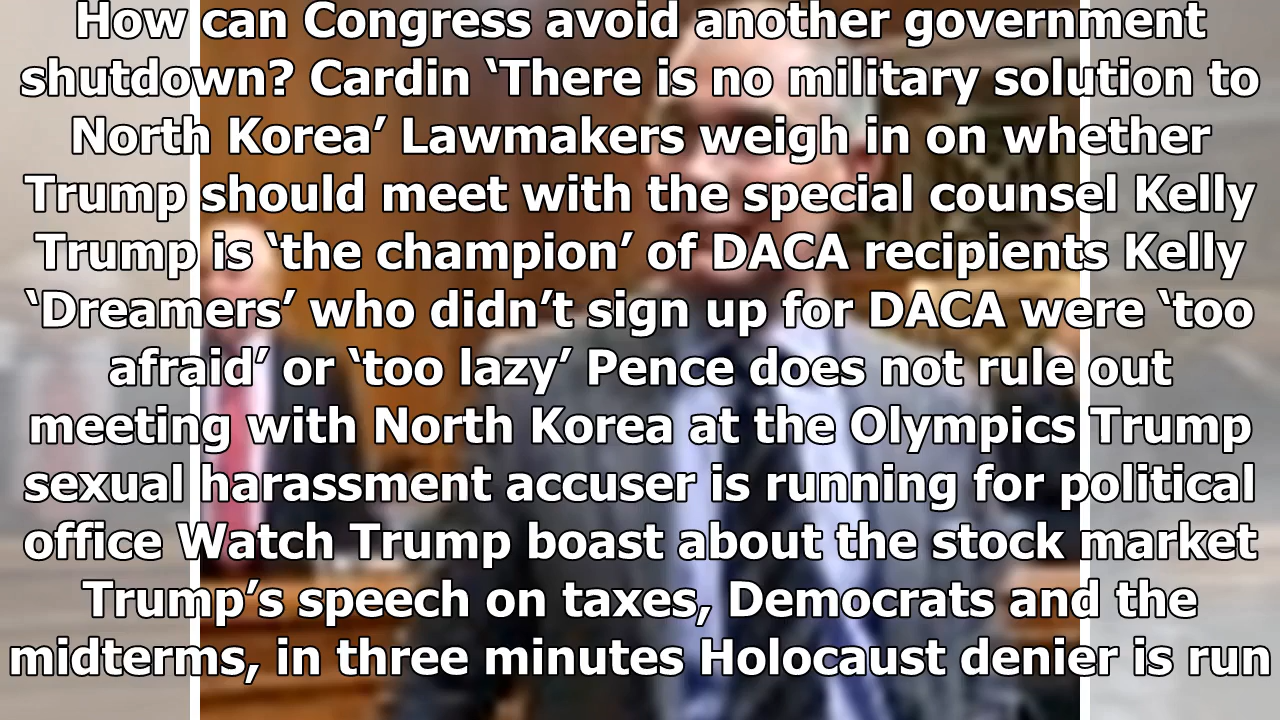 How can Congress avoid another government
shutdown? Cardin ‘There is no military solution to
North Korea’ Lawmakers weigh in on whether
Trump should meet with the special counsel Kelly
Trump is ‘the champion’ of DACA recipients Kelly
‘Dreamers’ who didn’t sign up for DACA were ‘too
afraid’ or ‘too lazy’ Pence does not rule out
meeting with North Korea at the Olympics Trump
sexual harassment accuser is running for political
office Watch Trump boast about the stock market
Trump’s speech on taxes, Democrats and the
midterms, in three minutes Holocaust denier is run